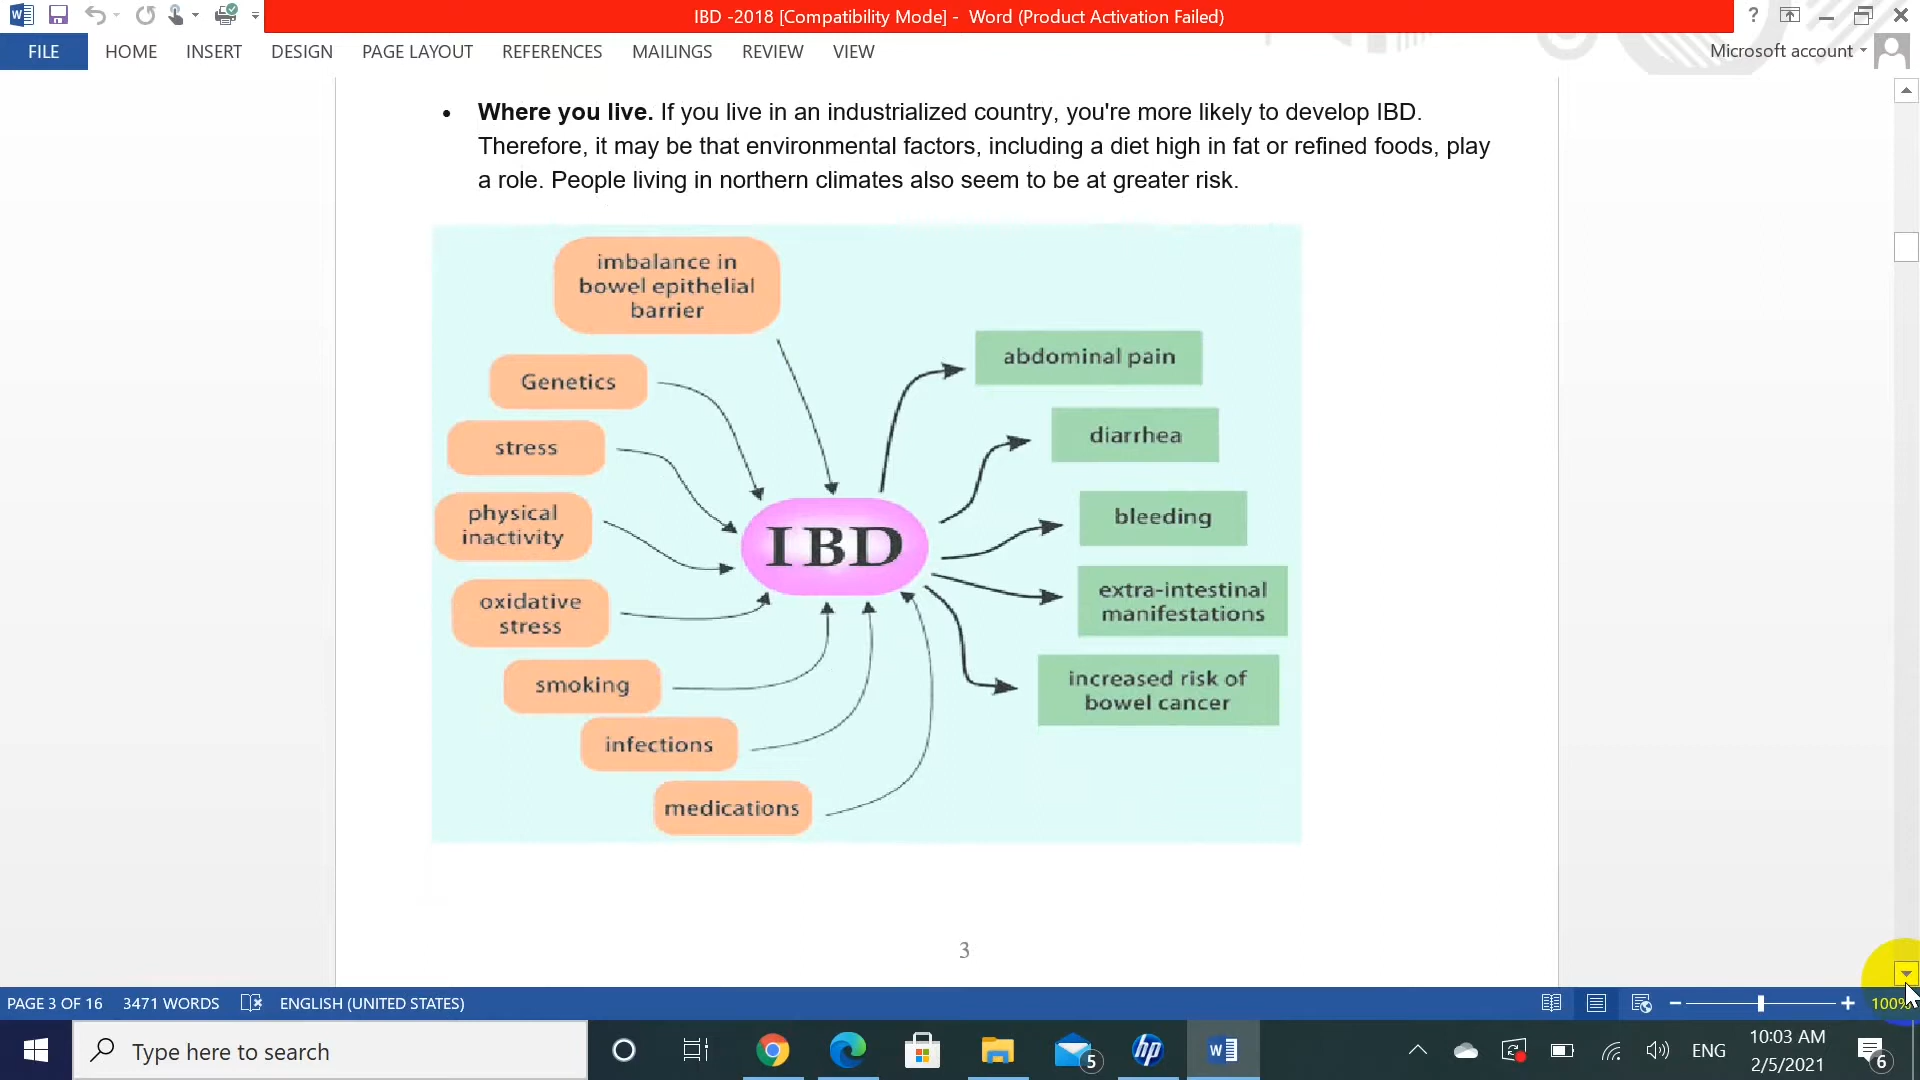 IBD -2018 [Compatibility Mode] - Word (Product Activation Failed)
?
FILE HOME INSERT DESIGN PAGE LAYOUT REFERENCES MAILINGS REVIEW VIEW
Microsoft account
• Where you live. If you live in an industrialized country, you're more likely to develop IBD.
Therefore, it may be that environmental factors, including a diet high in fat or refined foods, play
a role. People living in northern climates also seem to be at greater risk.
imbalance in
bowel epithelial
barrier
Genetics
stress
physical
inactivity
oxidative
stress
smoking
infections
medications
IBD
abdominal pain
diarrhea
bleeding
extra-intestinal
manifestations
increased risk of
bowel cancer
3
PAGE 3 OF 16 3471 WORDS ENGLISH (UNITED STATES)
100%
Type here to search
5
hp
ENG
10:03 AM
2/5/2021
6